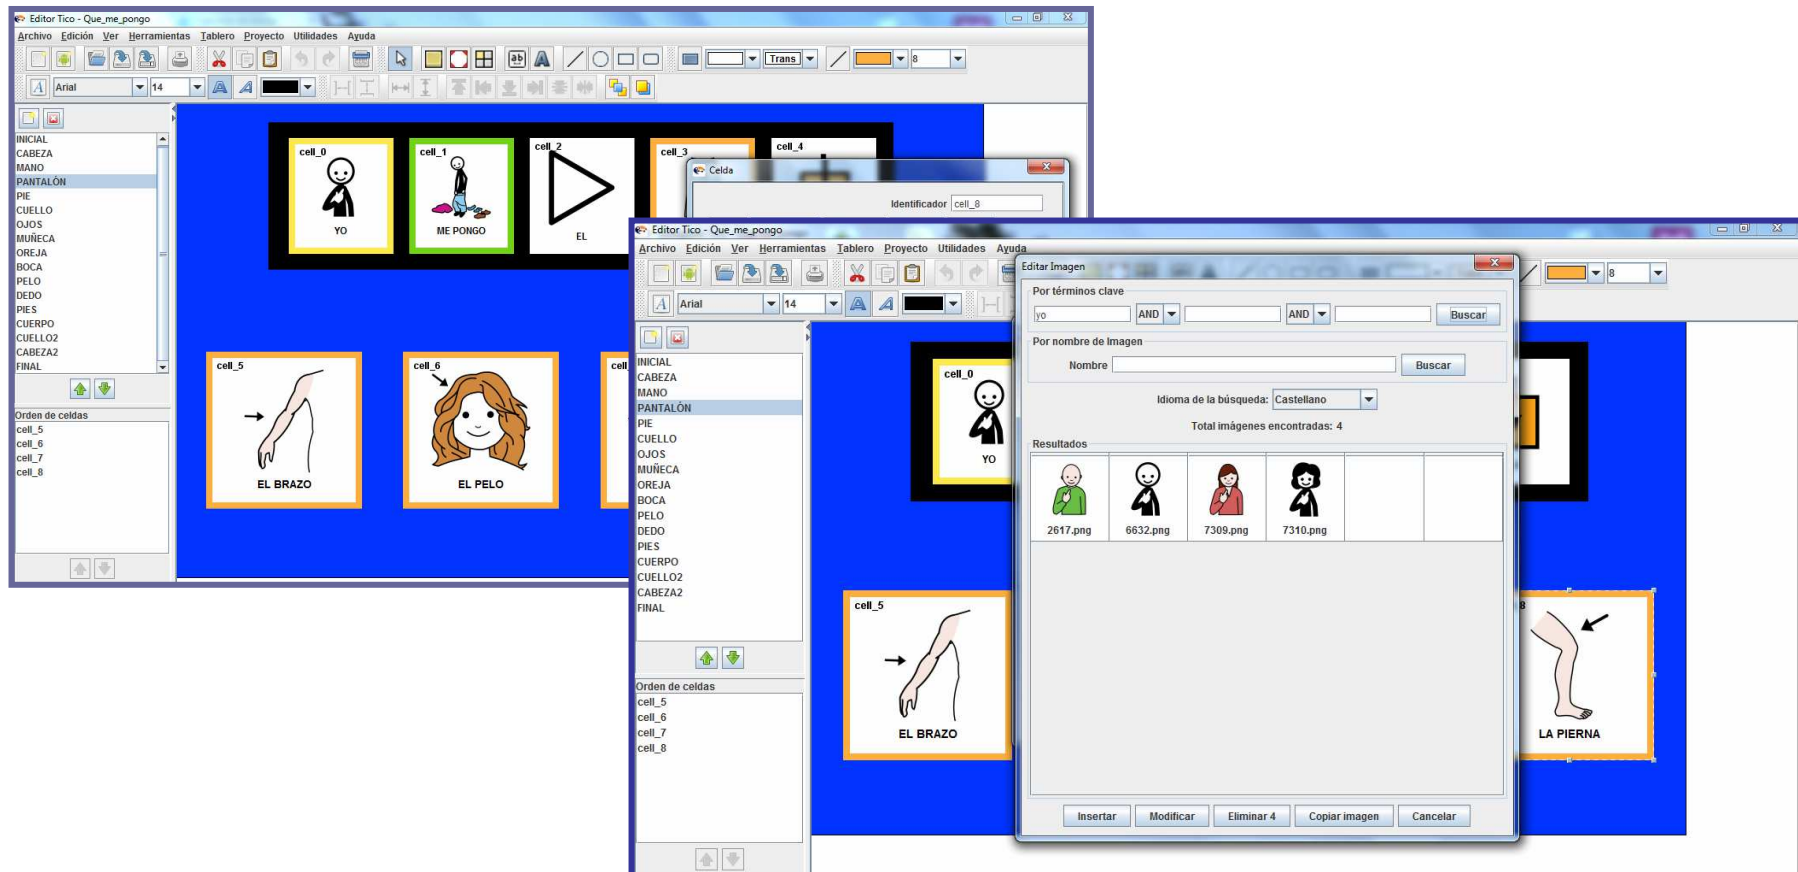 Editor Tico - Que_me_pongo
Archivo Edición Ver Herramientas Tablero Proyecto Utilidades Ayuda
Trans
8
Arial
14
INICIAL
CABEZA
MANO
PANTALÓN
PIE
CUELLO
OJOS
MUÑECA
OREJA
BOCA
PELO
DEDO
PIES
CUERPO
CUELLO2
CABEZA2
FINAL
Orden de celdas
cell_5
cell_6
cell_7
cell_8
cell_0
YO
cell_1
ME PONGO
cell_2
EL
cell_3
cell_4
cell_5
EL BRAZO
cell_6
EL PELO
Celda
Identificador cell_8
Editor Tico - Que_me_pongo
Archivo Edición Ver Herramientas Tablero Proyecto Utilidades Ayuda
8
Arial
14
INICIAL
CABEZA
MANO
PANTALÓN
PIE
CUELLO
OJOS
MUÑECA
OREJA
BOCA
PELO
DEDO
PIES
CUERPO
CUELLO2
CABEZA2
FINAL
Orden de celdas
cell_5
cell_6
cell_7
cell_8
cell_0
YO
cell_5
EL BRAZO
8
LA PIERNA
Editar Imagen
Por términos clave
yo AND AND Buscar
Por nombre de Imagen
Nombre Buscar
Idioma de la búsqueda: Castellano
Total imágenes encontradas: 4
Resultados
2617.png 6632.png 7309.png 7310.png
Insertar Modificar Eliminar 4 Copiar imagen Cancelar